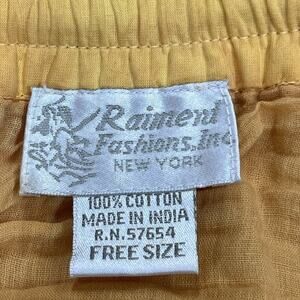 Raiment
Fashions, Inc
NEW YORK
100% COTTON
MADE IN INDIA
R.N. 57654
FREE SIZE